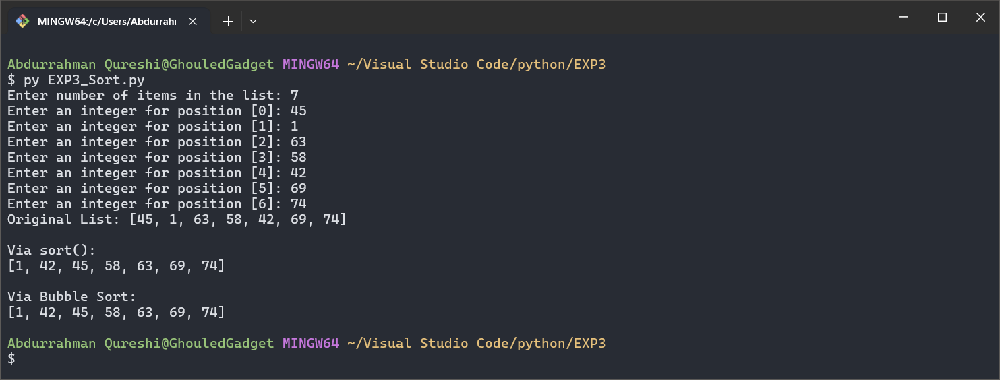 MINGW64:/c/Users/Abdurrahı
Abdurrahman Qureshi@GhouledGadget MINGW64 ~/Visual Studio Code/python/EXP3
$ py EXP3_Sort.py
Enter number of items in the list: 7
Enter an integer for position [0]: 45
Enter an integer for position [1]: 1
Enter an integer for position [2]: 63
Enter an integer for position [3]: 58
Enter an integer for position [4]: 42
Enter an integer for position [5]: 69
Enter an integer for position [6]: 74
Original List: [45, 1, 63, 58, 42, 69, 74]
Via sort():
[1, 42, 45, 58, 63, 69, 74]
Via Bubble Sort:
[1, 42, 45, 58, 63, 69, 74]
Abdurrahman Qureshi@GhouledGadget MINGW64 ~/Visual Studio Code/python/EXP3
$